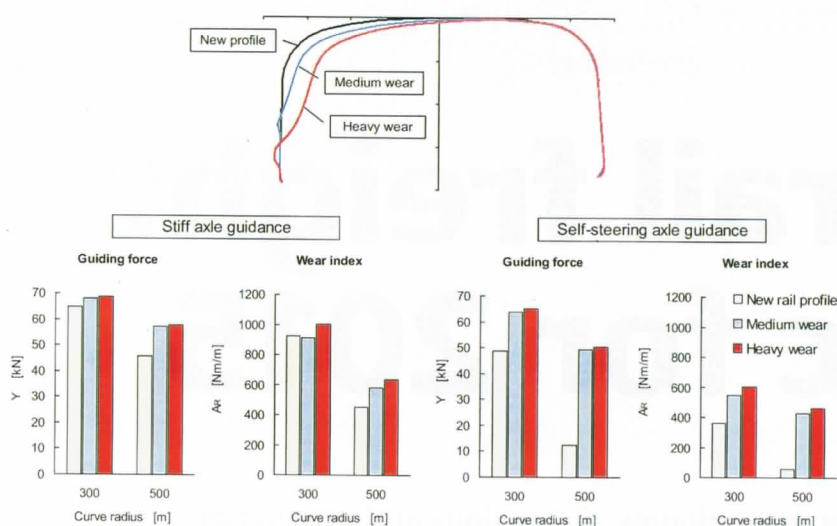 New profile
Medium wear
Heavy wear
Stiff axle guidance
Self-steering axle guidance
Guiding force
Wear index
Guiding force
Wear index
Y [kN]
70
60
50
40
30
20
10
0
300 500
Curve radius [m]
A_R [Nm/m]
1200
1000
800
600
400
200
0
300 500
Curve radius [m]
Y [kN]
70
60
50
40
30
20
10
0
300 500
Curve radius [m]
A_R [Nm/m]
1200
1000
800
600
400
200
0
300 500
Curve radius [m]
New rail profile
Medium wear
Heavy wear